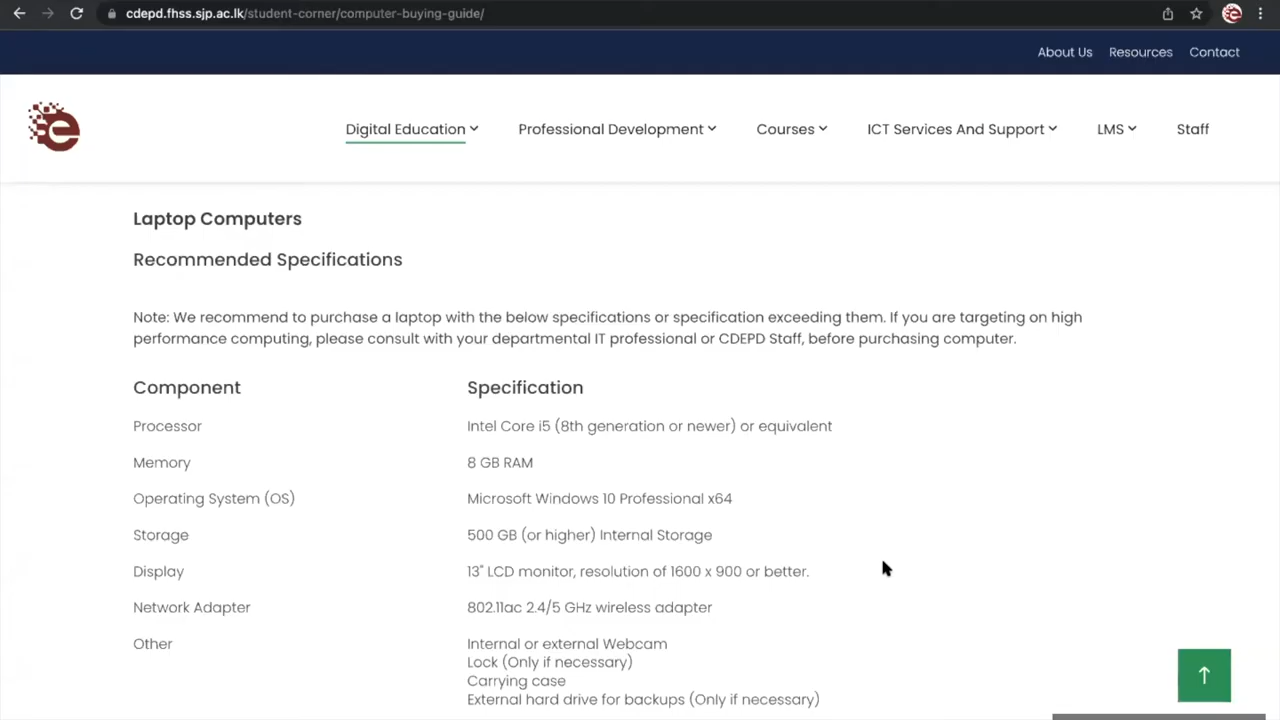 cdepd.fhss.sjp.ac.lk/student-corner/computer-buying-guide/
About Us Resources Contact
e Digital Education Professional Development Courses ICT Services And Support LMS Staff
Laptop Computers
Recommended Specifications
Note: We recommend to purchase a laptop with the below specifications or specification exceeding them. If you are targeting on high
performance computing, please consult with your departmental IT professional or CDEPD Staff, before purchasing computer.
Component Specification
Processor Intel Core i5 (8th generation or newer) or equivalent
Memory 8 GB RAM
Operating System (OS) Microsoft Windows 10 Professional x64
Storage 500 GB (or higher) Internal Storage
Display 13" LCD monitor, resolution of 1600 x 900 or better.
Network Adapter 802.11ac 2.4/5 GHz wireless adapter
Other Internal or external Webcam
Lock (Only if necessary)
Carrying case
External hard drive for backups (Only if necessary)